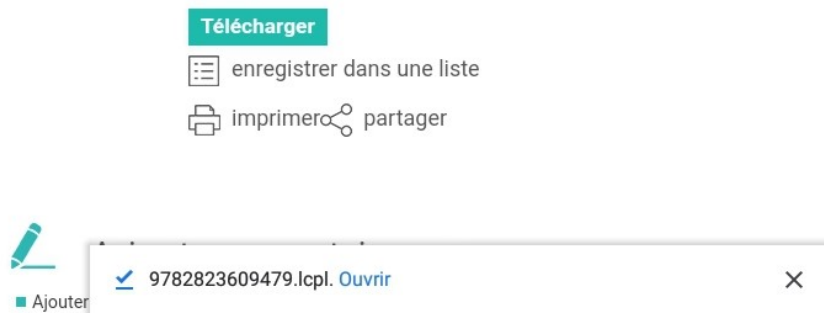 Télécharger
enregistrer dans une liste
imprimer partager
9782823609479.lcpl. Ouvrir
Ajouter